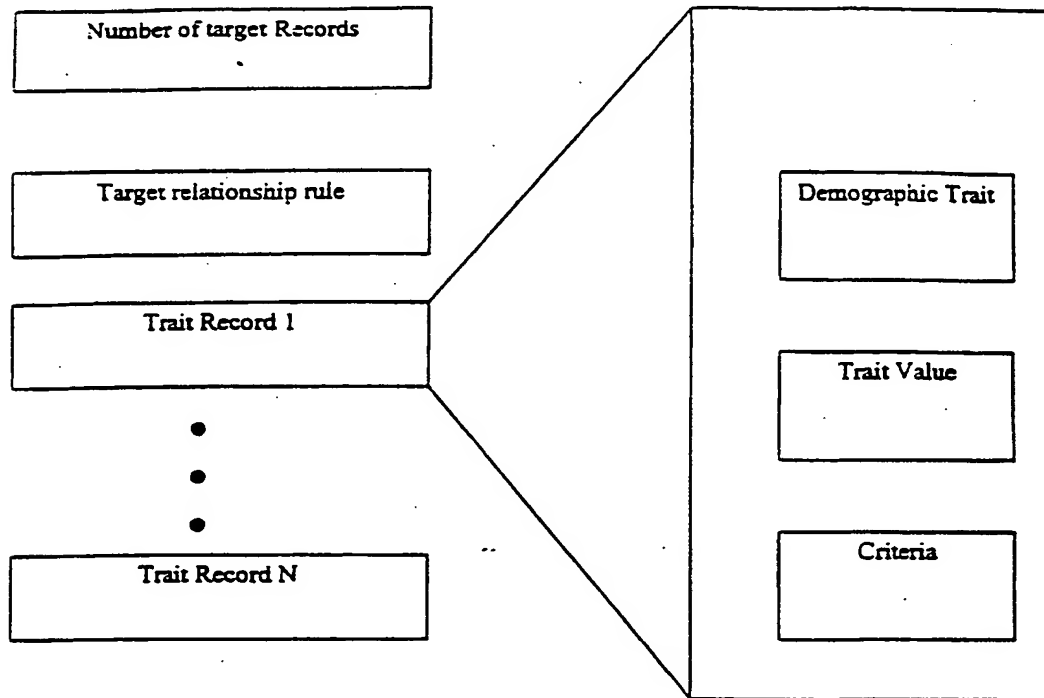 Number of target Records
Target relationship rule
Trait Record 1
Trait Record N
Demographic Trait
Trait Value
Criteria